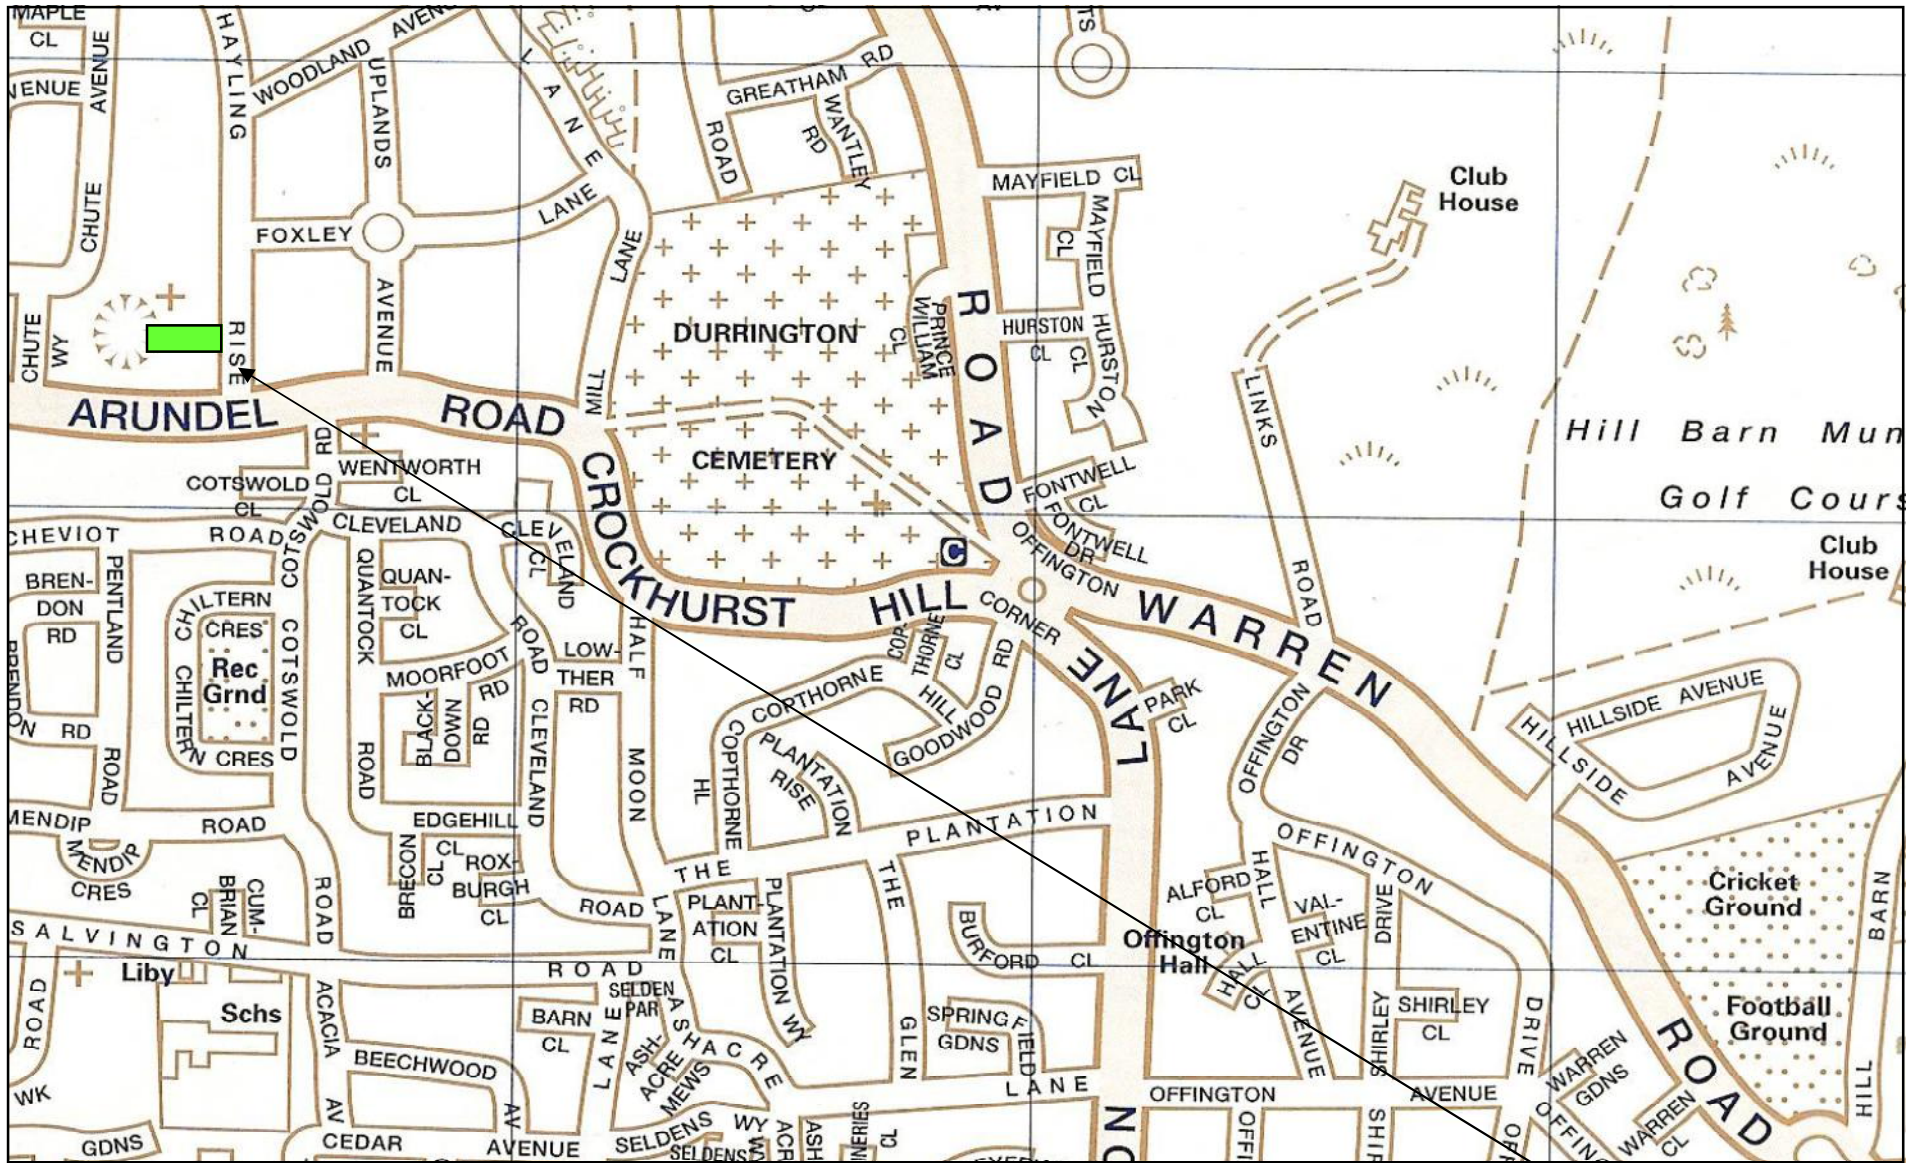 MAPLE
CL
AVENUE
CHUTE
HAYLING
RISE
WOODLAND
UPLANDS
AVENUE
LANE
ROAD
GREATHAM RD
WANTLEY
RD
MAYFIELD CL
MAYFIELD
CL
Club
House
FOXLEY
LANE
MILL
LANE
CHUTE
WY
DURRINGTON
CEMETERY
PRINCE
WILLIAM
CL
ROAD
HURSTON
CL
HURSTON
CL
LINKS
ROAD
Hill Barn Mun
Golf Cours
Club
House
ARUNDEL ROAD
COTSWOLD
CL
COTSWOLD
RD
WENTWORTH
CL
CROCKHURST HILL
FONTWELL
CL
FONTWELL
DR
OFFINGTON
CORNER
C
WARREN
ROAD
CHEVIOT ROAD
CLEVELAND
CLEVELAND
CL
BREN-
DON
RD
PENTLAND
ROAD
CHILTERN
CRES
Rec
Grnd
CHILTERN
CRES
COTSWOLD
ROAD
QUANTOCK
ROAD
QUAN-
TOCK
CL
MOORFOOT
RD
BLACK-
DOWN
RD
ROAD
CLEVELAND
LOW-
THER
RD
HALF
MOON
LANE
COP-
THORNE
CL
HILL
COPTHORNE
COPTHORNE
HL
GOODWOOD RD
PLANTATION
RISE
LANE
PARK
CL
OFFINGTON
DR
HILLSIDE AVENUE
HILLSIDE
AVENUE
MENDIP ROAD
MENDIP
CRES
EDGEHILL
CL
BRECON
CL
ROX-
BURGH
CL
ROAD
THE PLANTATION
PLANT-
ATION
CL
PLANTATION WY
THE
GLEN
BURFORD CL
OFFINGTON
DRIVE
HALL
AVENUE
ALFORD
CL
Offington
Hall
HALL
CL
VAL-
ENTINE
CL
DRIVE
SHIRLEY
SHIRLEY
CL
Cricket
Ground
Football
Ground
BARN
HILL
SALVINGTON ROAD
CUM-
BRIAN
CL
Liby
Schs
ROAD
WK
GDNS
ACACIA
AV
BEECHWOOD
AV
CEDAR AVENUE
BARN
CL
LANE
SELDEN
PAR
ASHACRE
LANE
ASH-
ACRE
MEWS
SELDENS WY
SELDENS
SPRINGFIELD
GDNS
OFFINGTON AVENUE
WARREN
GDNS
WARREN
CL